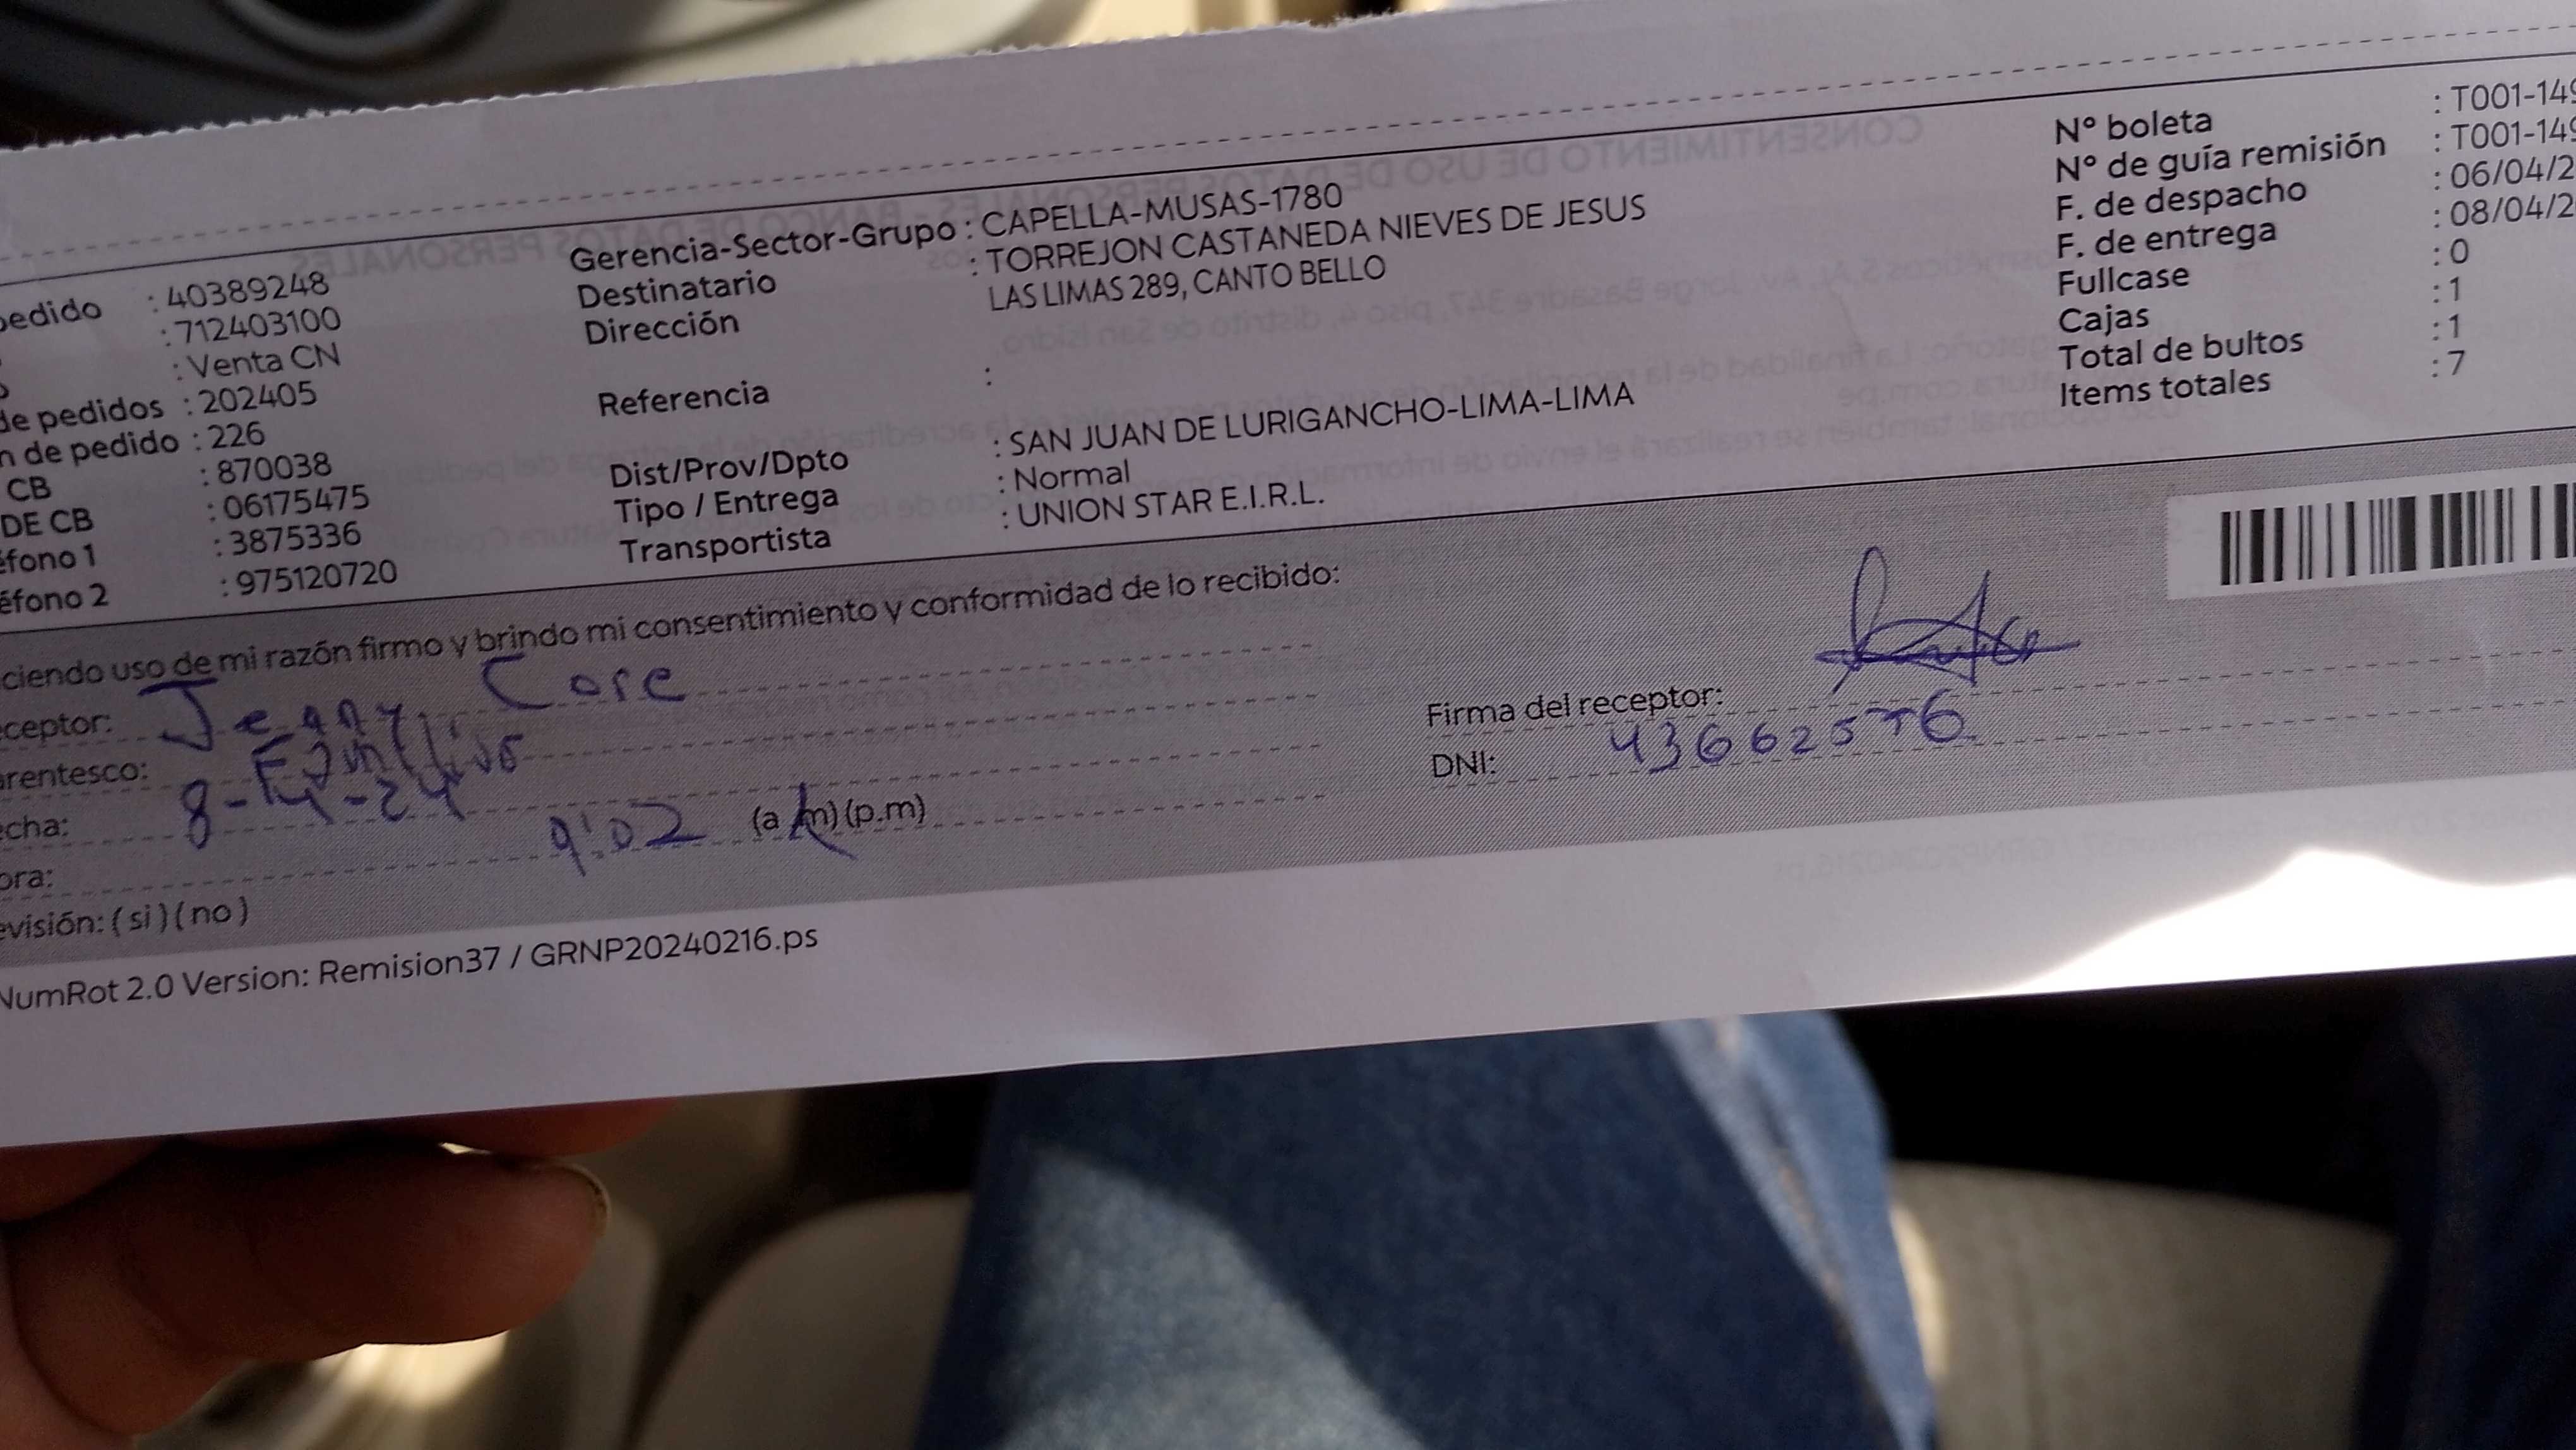 pedido : 40389248
: 712403100
: Venta CN
de pedidos : 202405
n de pedido : 226
CB : 870038
DE CB : 06175475
éfono 1 : 3875336
éfono 2 : 975120720
Gerencia-Sector-Grupo : CAPELLA-MUSAS-1780
Destinatario : TORREJON CASTANEDA NIEVES DE JESUS
Dirección LAS LIMAS 289, CANTO BELLO
Referencia :
Dist/Prov/Dpto : SAN JUAN DE LURIGANCHO-LIMA-LIMA
Tipo / Entrega : Normal
Transportista : UNION STAR E.I.R.L.
N° boleta : T001-149
N° de guía remisión : T001-149
F. de despacho : 06/04/2
F. de entrega : 08/04/2
Fullcase : 0
Cajas : 1
Total de bultos : 1
Items totales : 7
ciendo uso de mi razón firmo y brindo mi consentimiento y conformidad de lo recibido:
ceptor: Jenny
rentesco:
echa: 8-4-24
ora: 9:02 (a.m)(p.m)
evisión: (si)(no)
Firma del receptor:
DNI: 43662576
NumRot 2.0 Version: Remision37 / GRNP20240216.ps